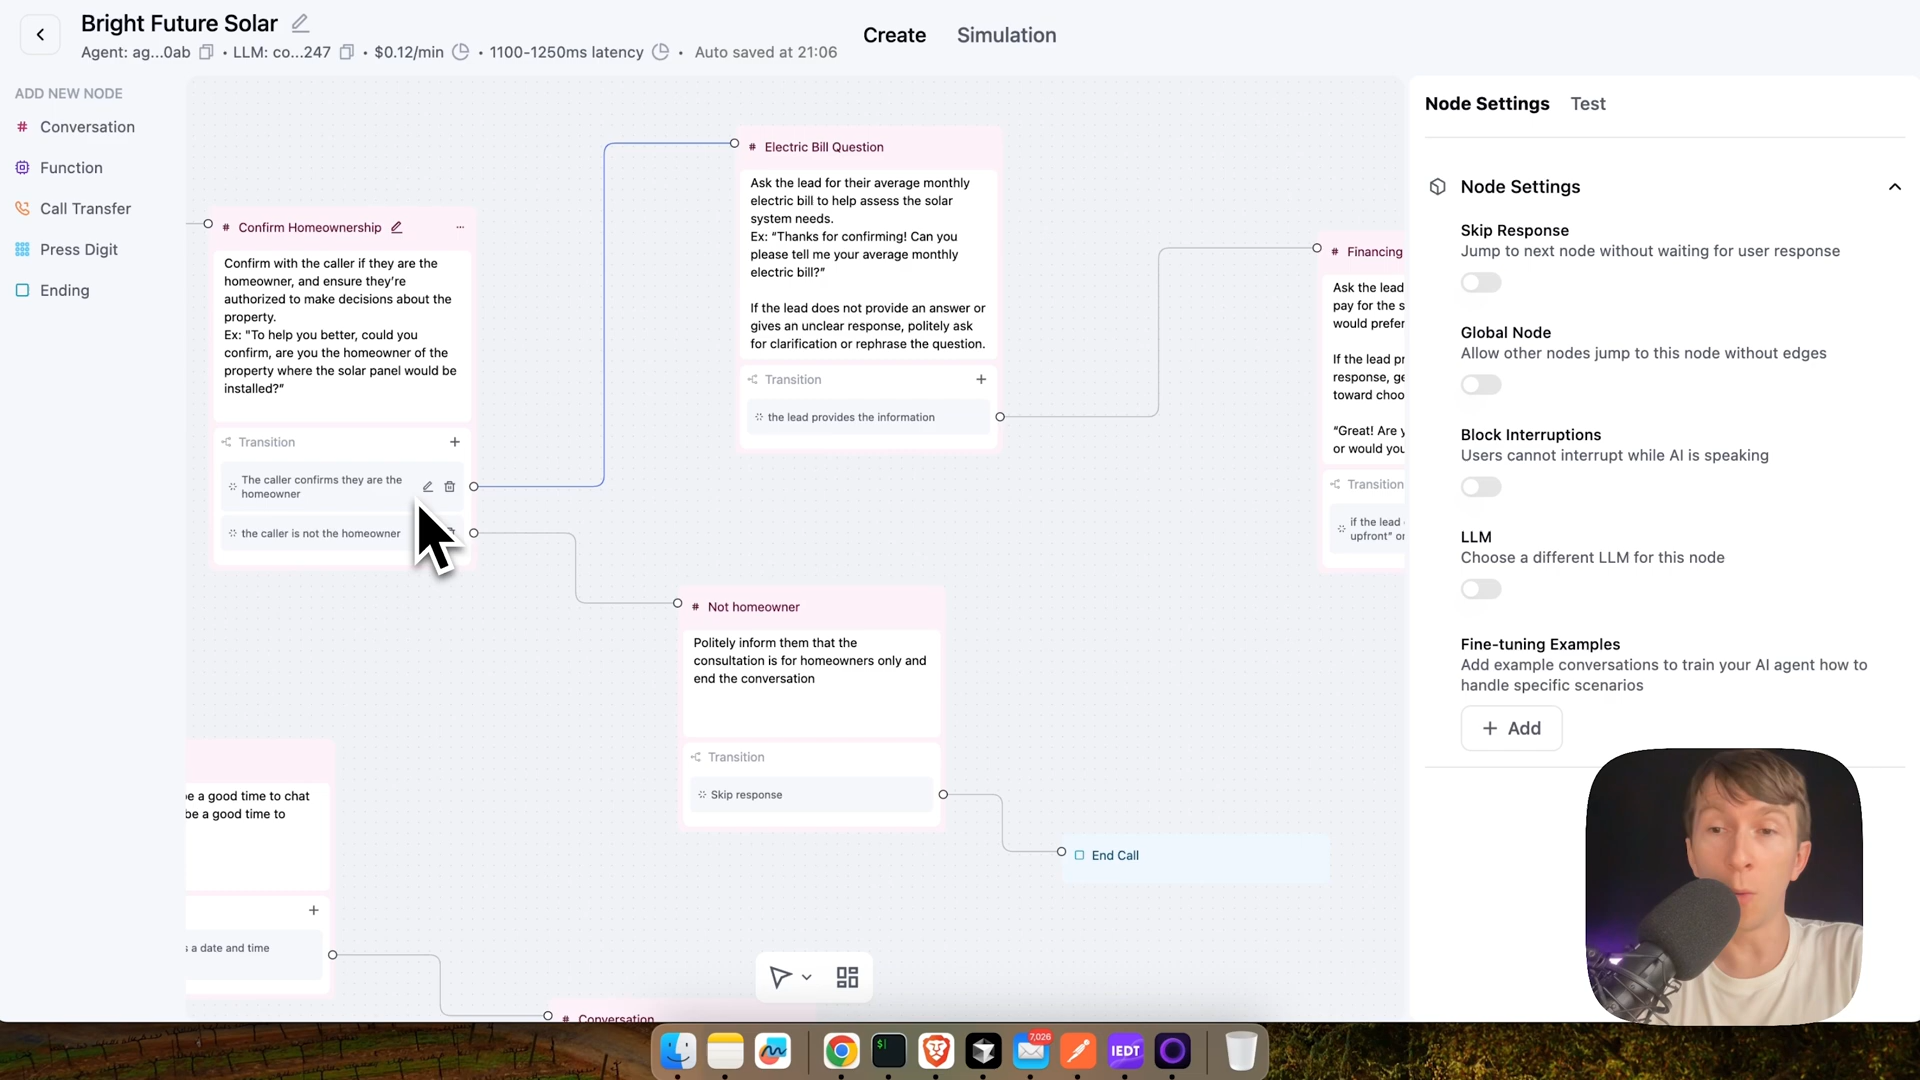 Bright Future Solar
Agent: ag...0ab • LLM: co...247 • $0.12/min • 1100-1250ms latency • Auto saved at 21:06
Create
Simulation
ADD NEW NODE
# Conversation
Function
Call Transfer
Press Digit
Ending
# Confirm Homeownership
...
Confirm with the caller if they are the
homeowner, and ensure they're
authorized to make decisions about the
property.
Ex: "To help you better, could you
confirm, are you the homeowner of the
property where the solar panel would be
installed?”
Transition
The caller confirms they are the
homeowner
the caller is not the homeowner
# Electric Bill Question
Ask the lead for their average monthly
electric bill to help assess the solar
system needs.
Ex: “Thanks for confirming! Can you
please tell me your average monthly
electric bill?”
If the lead does not provide an answer or
gives an unclear response, politely ask
for clarification or rephrase the question.
Transition
the lead provides the information
# Financing
Ask the lead
pay for the s
would prefer
If the lead pr
response, ge
toward choo
“Great! Are y
or would you
Transition
if the lead
upfront" or
# Not homeowner
Politely inform them that the
consultation is for homeowners only and
end the conversation
Transition
Skip response
End Call
be a good time to chat
be a good time to
s a date and time
# Conversation
Node Settings
Test
Node Settings
Skip Response
Jump to next node without waiting for user response
Global Node
Allow other nodes jump to this node without edges
Block Interruptions
Users cannot interrupt while AI is speaking
LLM
Choose a different LLM for this node
Fine-tuning Examples
Add example conversations to train your AI agent how to
handle specific scenarios
+ Add
$
7,026
IEDT